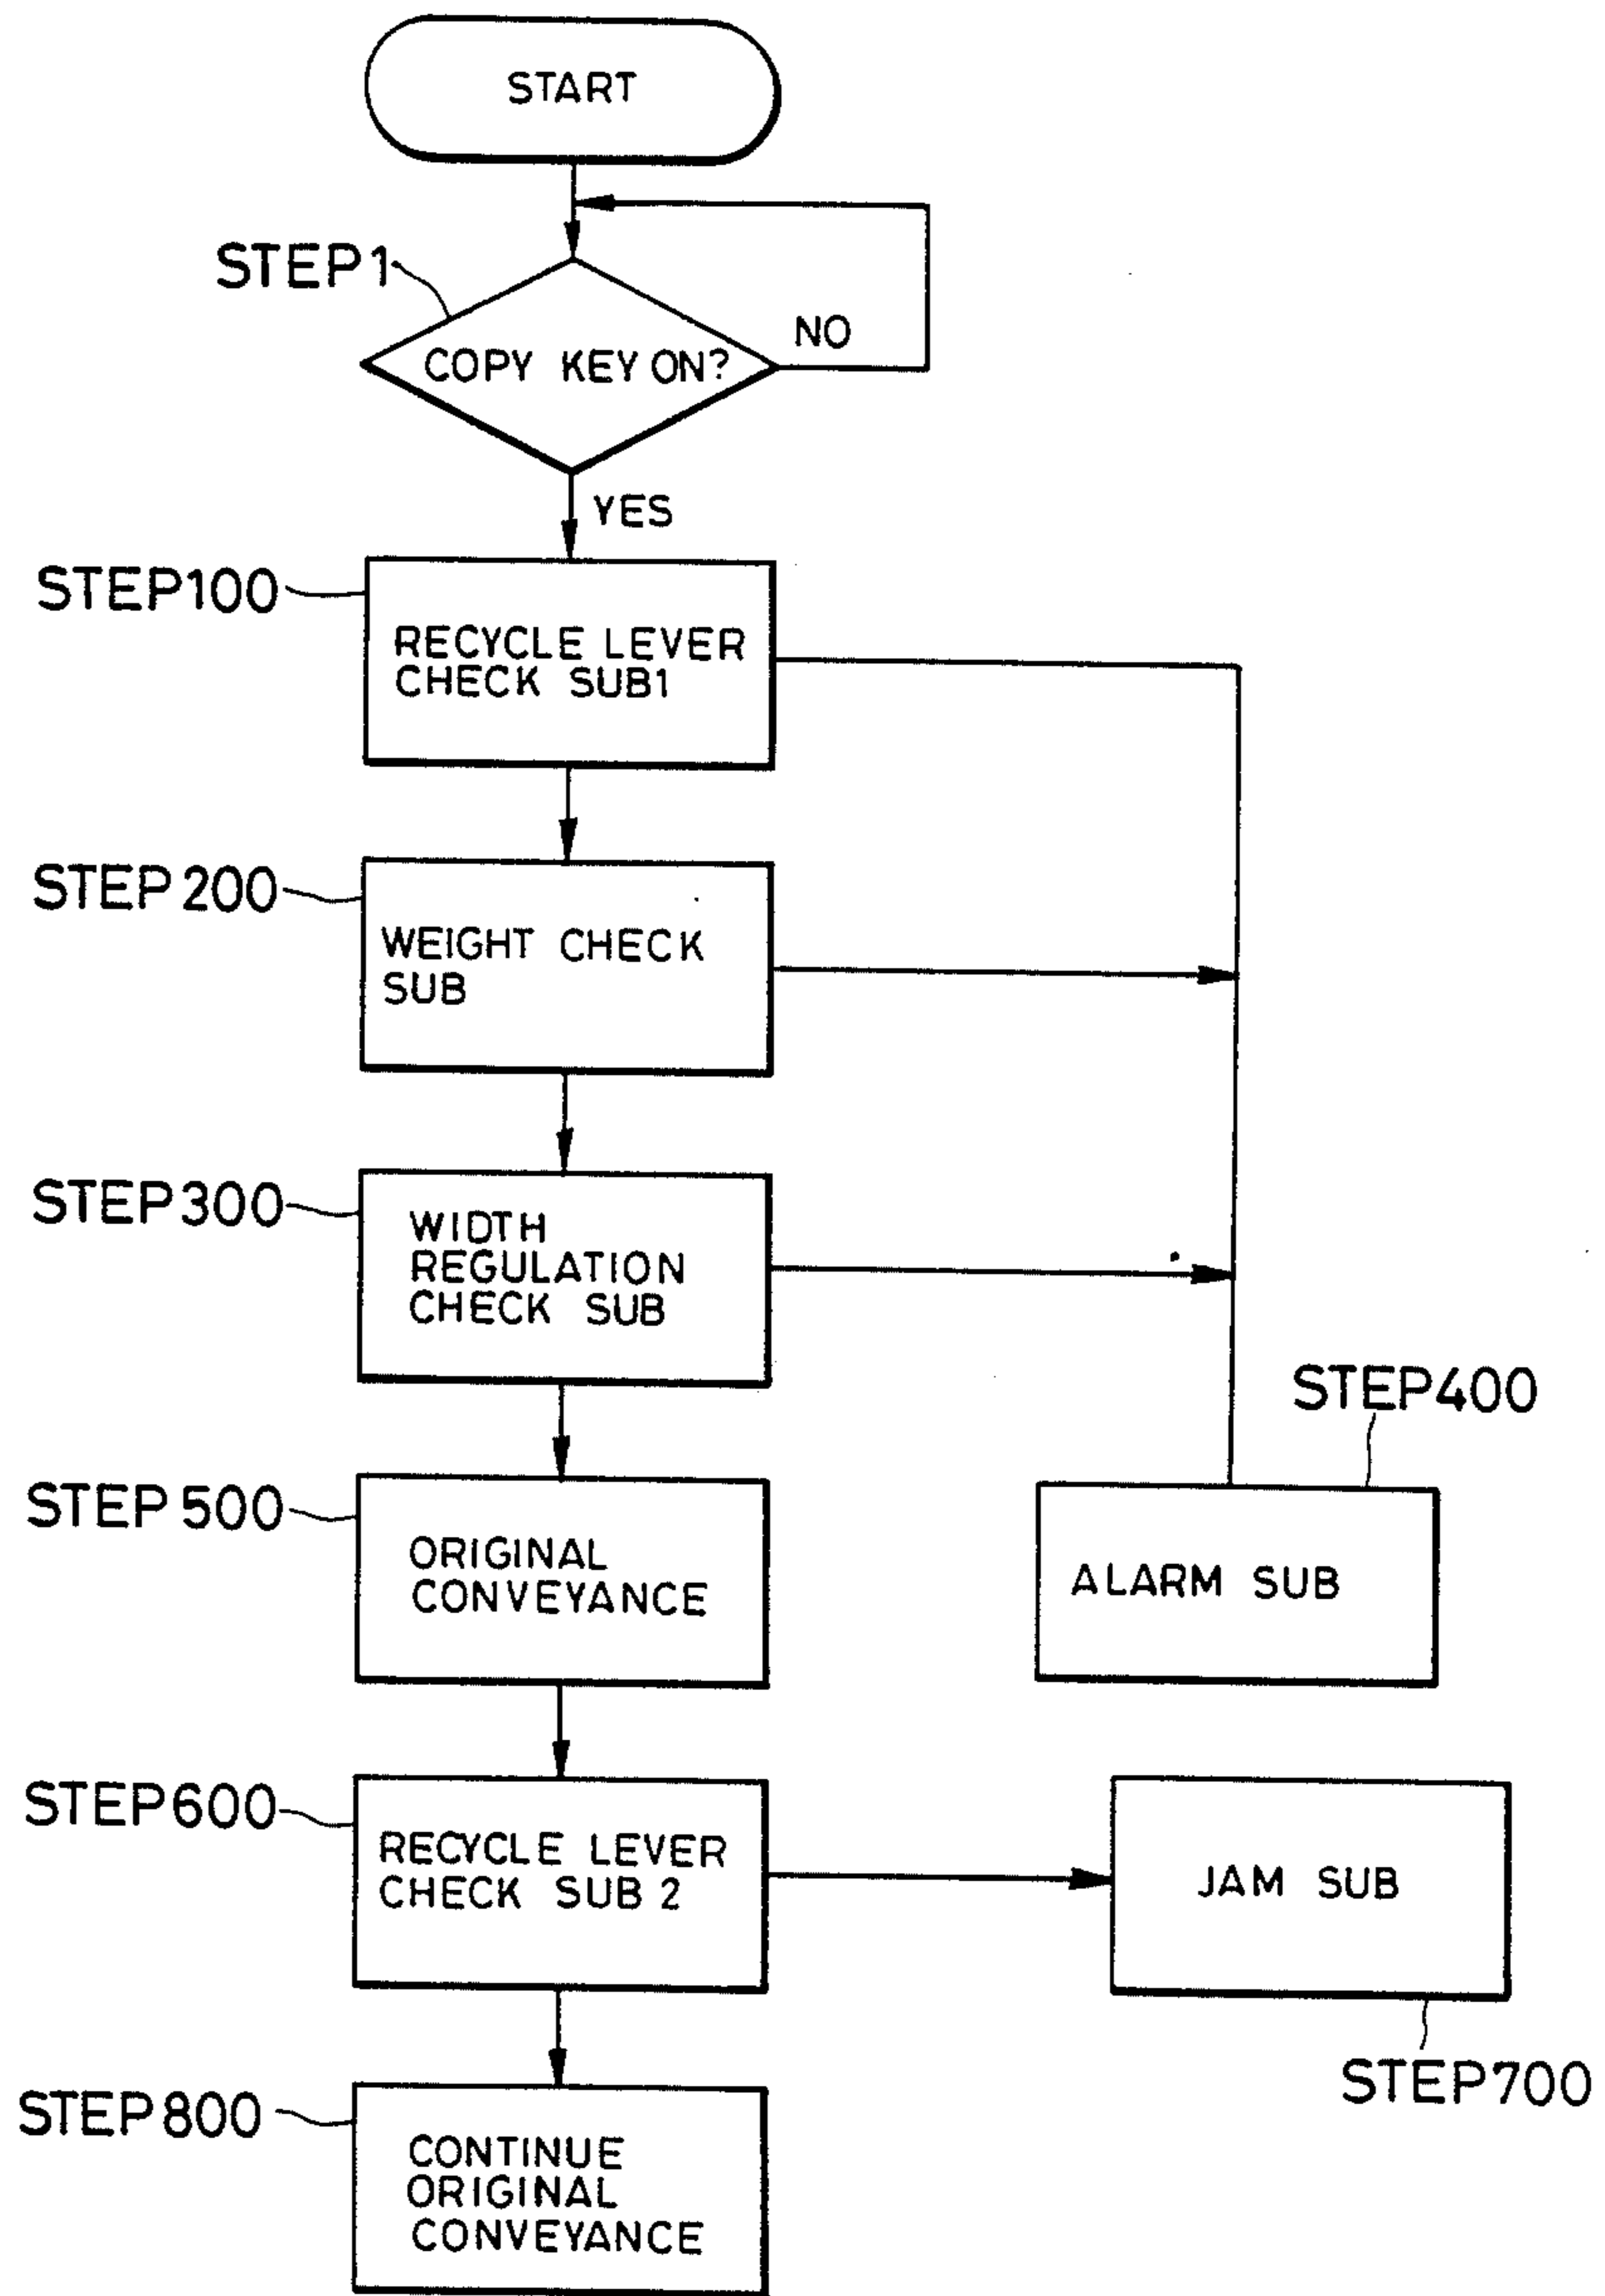 START
STEP1
COPY KEY ON?
NO
YES
STEP100
RECYCLE LEVER
CHECK SUB1
STEP200
WEIGHT CHECK
SUB
STEP300
WIDTH
REGULATION
CHECK SUB
STEP400
ALARM SUB
STEP500
ORIGINAL
CONVEYANCE
STEP600
RECYCLE LEVER
CHECK SUB 2
JAM SUB
STEP700
STEP800
CONTINUE
ORIGINAL
CONVEYANCE